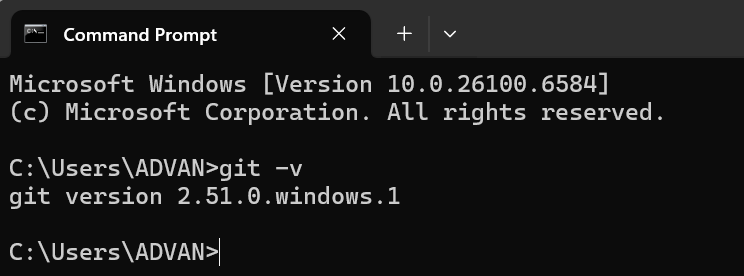 Command Prompt
Microsoft Windows [Version 10.0.26100.6584]
(c) Microsoft Corporation. All rights reserved.
C:\Users\ADVAN>git -v
git version 2.51.0.windows.1
C:\Users\ADVAN>